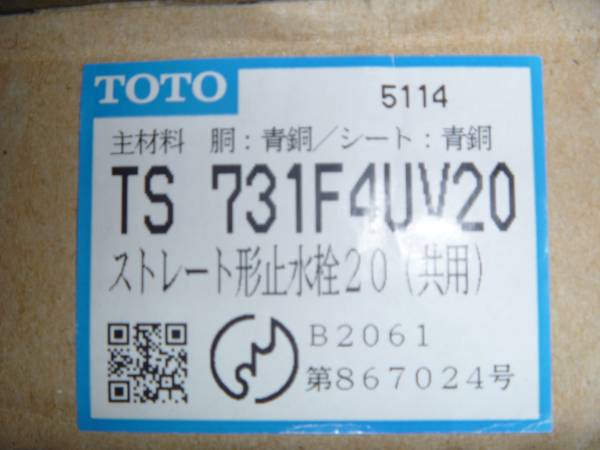 TOTO
5114
主材料 胴：青銅／シート：青銅
TS 731F4UV20
ストレート形止水栓２０（共用）
B2061
第867024号